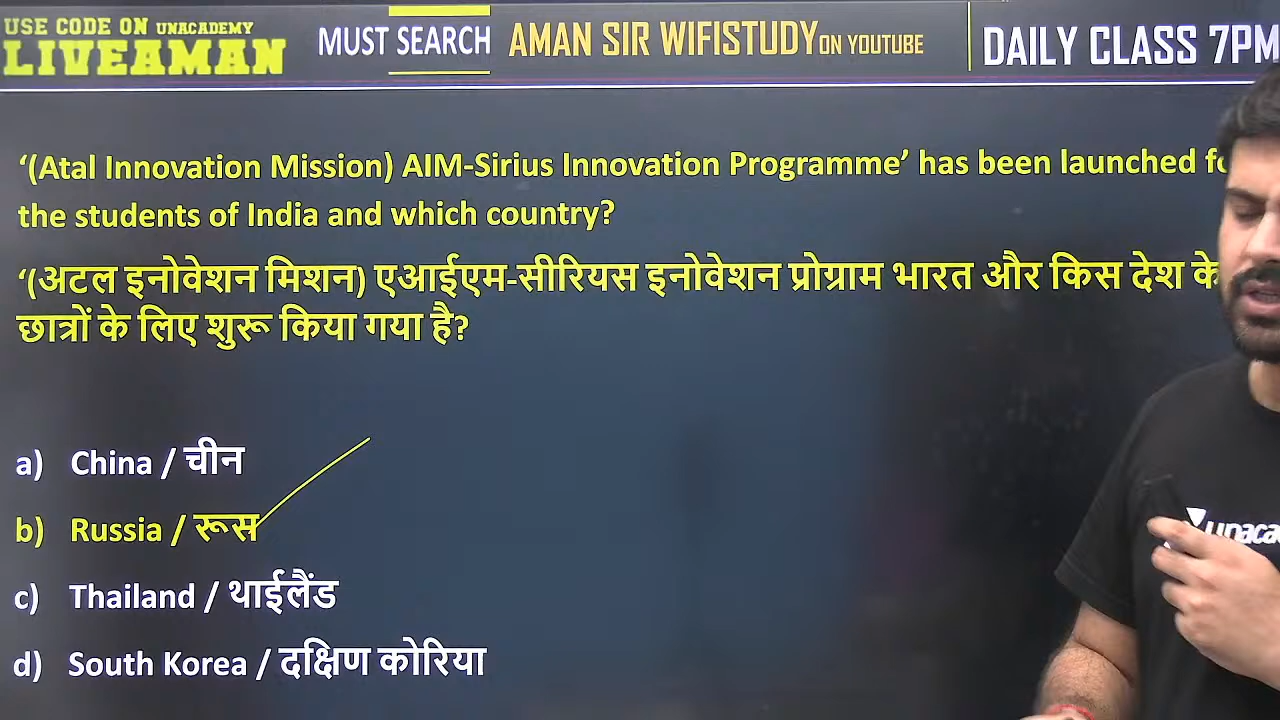 USE CODE ON UNACADEMY
LIVEAMAN
MUST SEARCH
AMAN SIR WIFISTUDY ON YOUTUBE
DAILY CLASS 7PM
‘(Atal Innovation Mission) AIM-Sirius Innovation Programme’ has been launched
the students of India and which country?
‘(अटल इनोवेशन मिशन) एआईएम-सीरियस इनोवेशन प्रोग्राम भारत और किस देश के
छात्रों के लिए शुरू किया गया है?
a) China / चीन
b) Russia / रूस
c) Thailand / थाईलैंड
d) South Korea / दक्षिण कोरिया